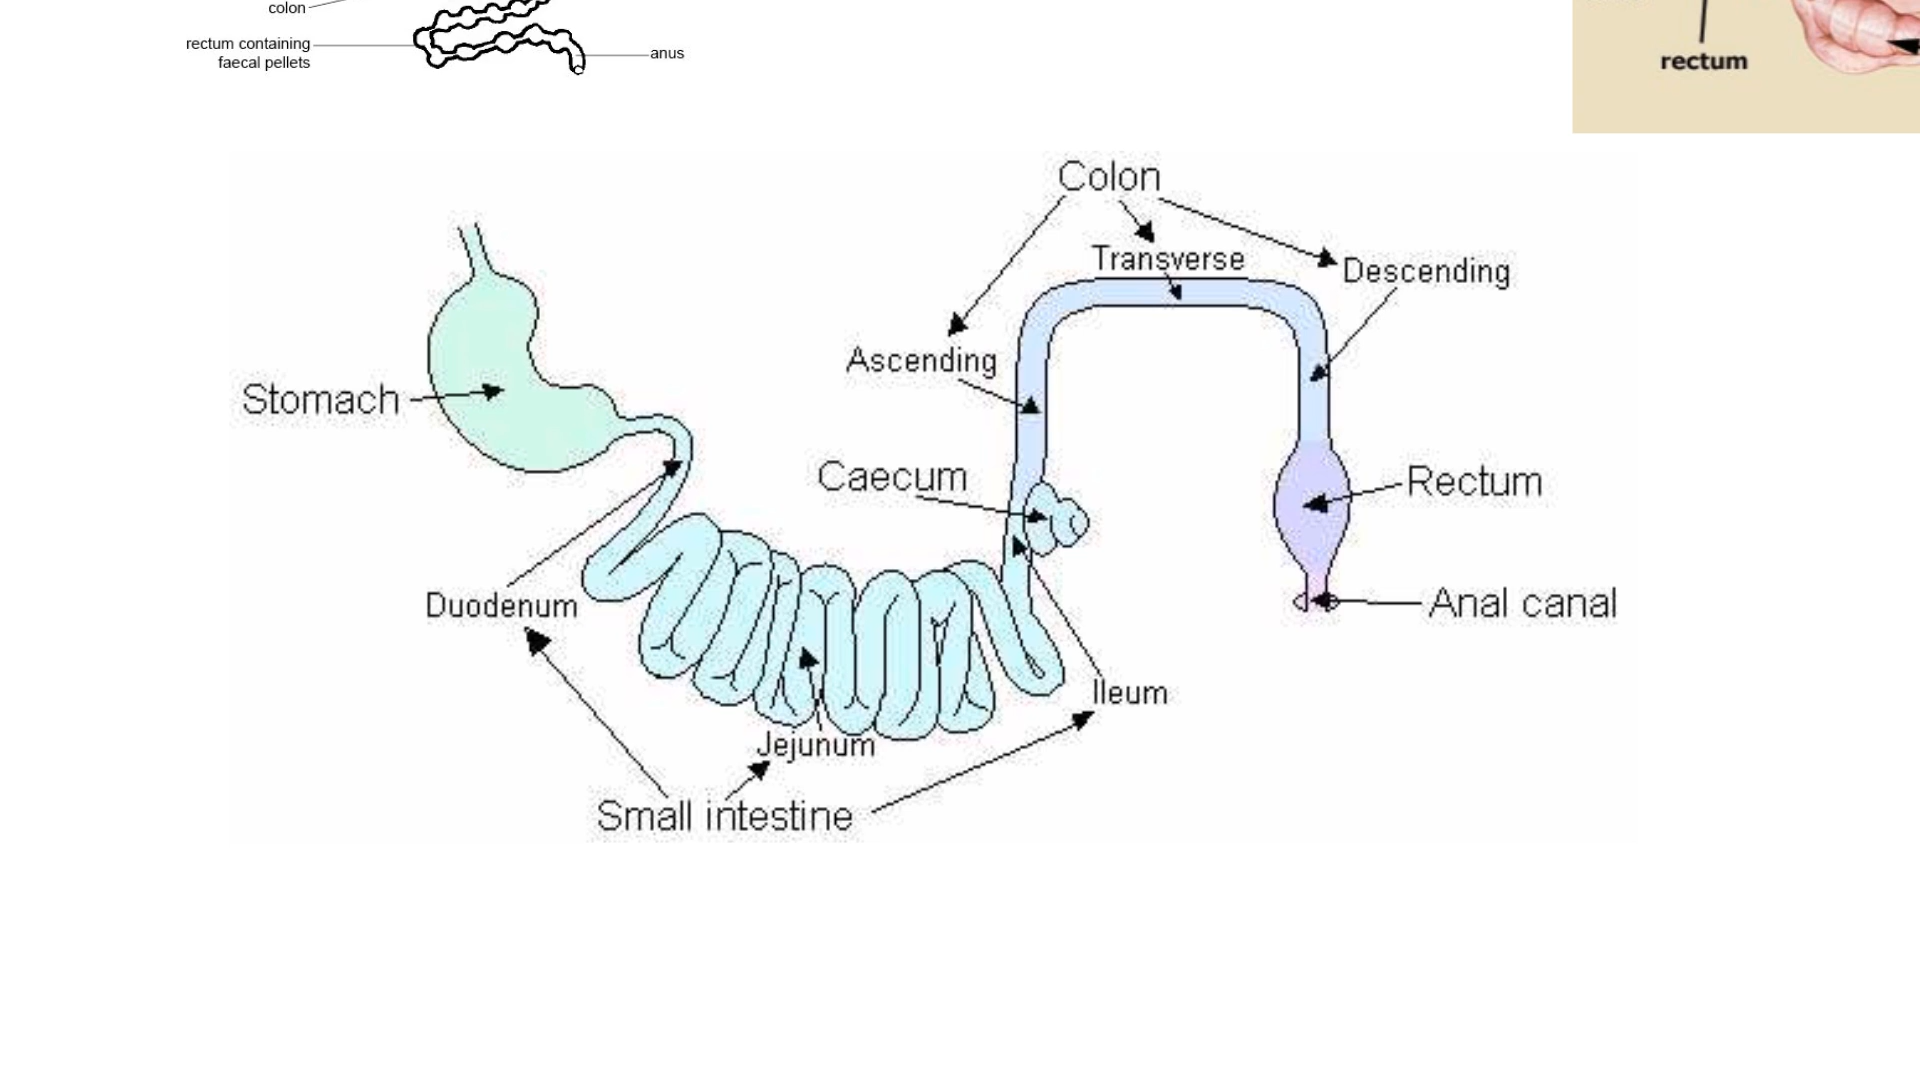 colon
rectum containing
faecal pellets
anus
rectum
Colon
Transverse
Descending
Ascending
Stomach
Caecum
Rectum
Duodenum
Anal canal
Ileum
Jejunum
Small intestine